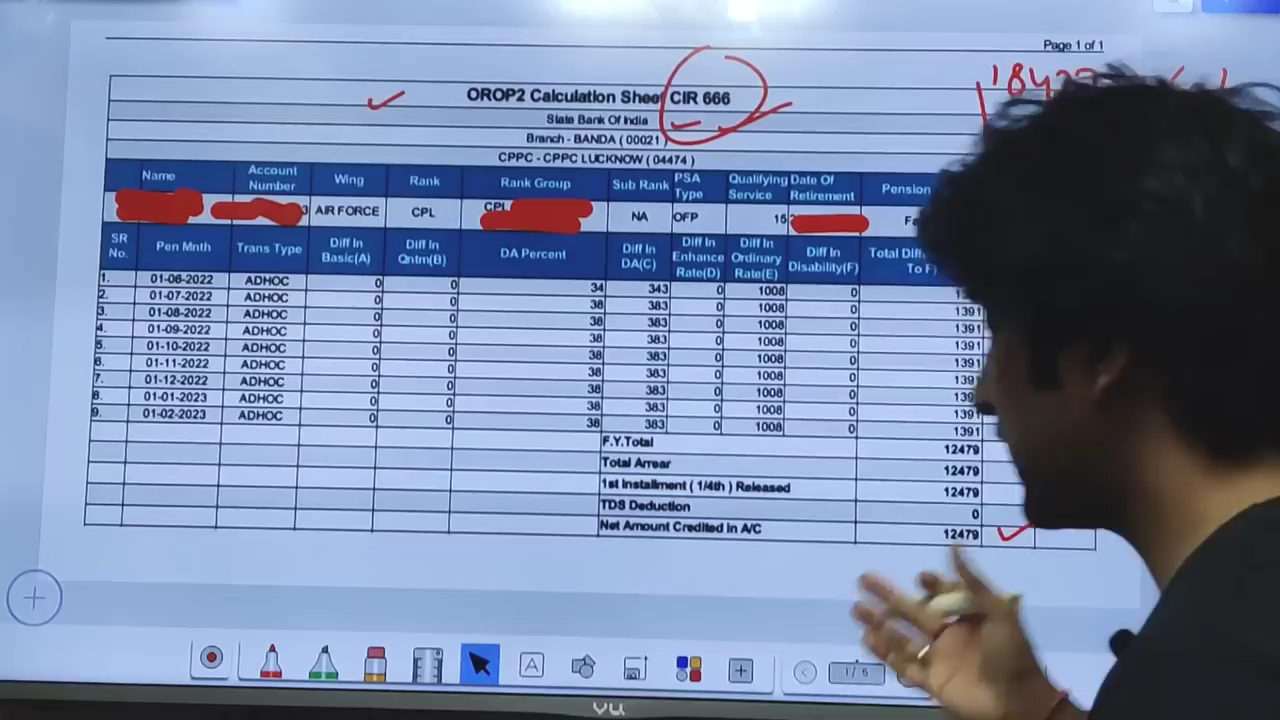 Page 1 of 1
OROP2 Calculation Sheet CIR 666
State Bank Of India
Branch - BANDA ( 00021 )
CPPC - CPPC LUCKNOW ( 04474 )
Name Account Number Wing Rank Rank Group Sub Rank PSA Type Qualifying Service Date Of Retirement Pension
3 AIR FORCE CPL CPL NA OFP
SR No. Pen Mnth Trans Type Diff In Basic(A) Diff In Qntm(B) DA Percent Diff In DA(C) Diff In Enhance Rate(D) Diff In Ordinary Rate(E) Diff In Disability(F) Total To F)
1. 01-06-2022 ADHOC 0 0 34 343 0 1008 0
2. 01-07-2022 ADHOC 0 0 38 383 0 1008 0 1391
3. 01-08-2022 ADHOC 0 0 38 383 0 1008 0 1391
4. 01-09-2022 ADHOC 0 0 38 383 0 1008 0 1391
5. 01-10-2022 ADHOC 0 0 38 383 0 1008 0 1391
6. 01-11-2022 ADHOC 0 0 38 383 0 1008 0 1391
7. 01-12-2022 ADHOC 0 0 38 383 0 1008 0
8. 01-01-2023 ADHOC 0 0 38 383 0 1008 0 1391
9. 01-02-2023 ADHOC 0 0 38 383 0 1008 0 1391
F.Y.Total 12479
Total Arrear 12479
1st Installment ( 1/4th ) Released 12479
TDS Deduction 0
Net Amount Credited In A/C 12479
A 1/6
VU